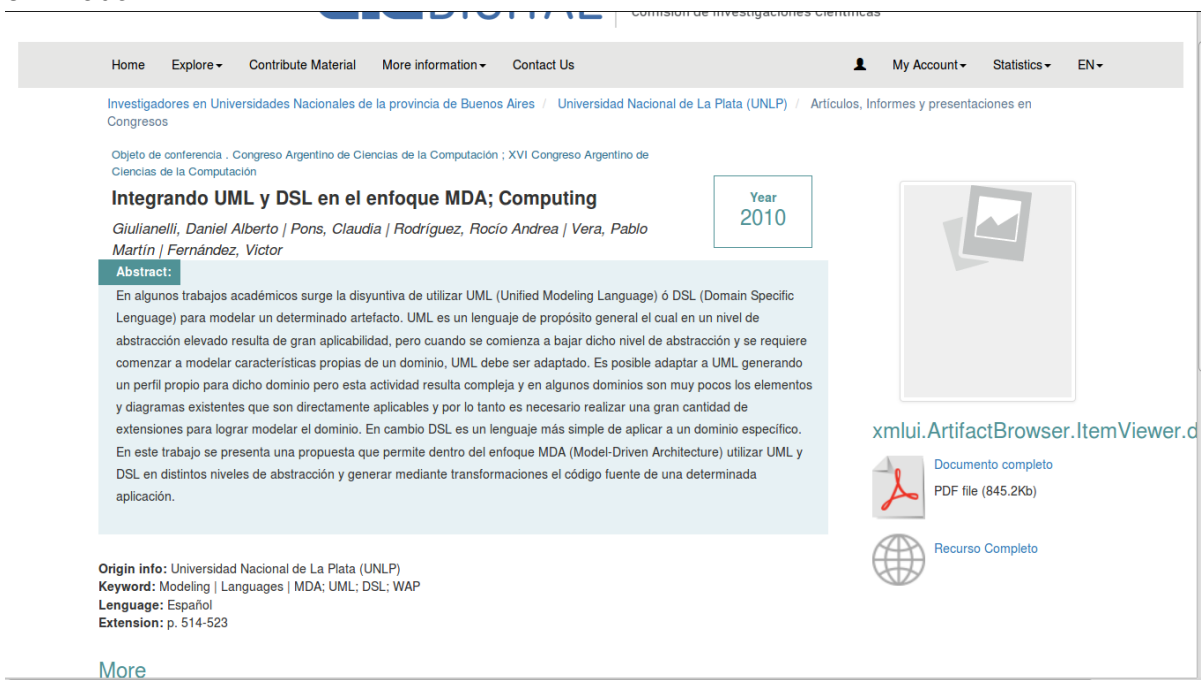 DIGITAL
Comisión de Investigaciones Científicas
Home Explore Contribute Material More information Contact Us My Account Statistics EN
Investigadores en Universidades Nacionales de la provincia de Buenos Aires / Universidad Nacional de La Plata (UNLP) / Artículos, Informes y presentaciones en
Congresos
Objeto de conferencia . Congreso Argentino de Ciencias de la Computación ; XVI Congreso Argentino de
Ciencias de la Computación
Integrando UML y DSL en el enfoque MDA; Computing
Giulianelli, Daniel Alberto | Pons, Claudia | Rodríguez, Rocío Andrea | Vera, Pablo
Martín | Fernández, Victor
Year
2010
Abstract:
En algunos trabajos académicos surge la disyuntiva de utilizar UML (Unified Modeling Language) ó DSL (Domain Specific
Lenguage) para modelar un determinado artefacto. UML es un lenguaje de propósito general el cual en un nivel de
abstracción elevado resulta de gran aplicabilidad, pero cuando se comienza a bajar dicho nivel de abstracción y se requiere
comenzar a modelar características propias de un dominio, UML debe ser adaptado. Es posible adaptar a UML generando
un perfil propio para dicho dominio pero esta actividad resulta compleja y en algunos dominios son muy pocos los elementos
y diagramas existentes que son directamente aplicables y por lo tanto es necesario realizar una gran cantidad de
extensiones para lograr modelar el dominio. En cambio DSL es un lenguaje más simple de aplicar a un dominio específico.
En este trabajo se presenta una propuesta que permite dentro del enfoque MDA (Model-Driven Architecture) utilizar UML y
DSL en distintos niveles de abstracción y generar mediante transformaciones el código fuente de una determinada
aplicación.
xmlui.ArtifactBrowser.ItemViewer.d
Documento completo
PDF file (845.2Kb)
Recurso Completo
Origin info: Universidad Nacional de La Plata (UNLP)
Keyword: Modeling | Languages | MDA; UML; DSL; WAP
Lenguage: Español
Extension: p. 514-523
More